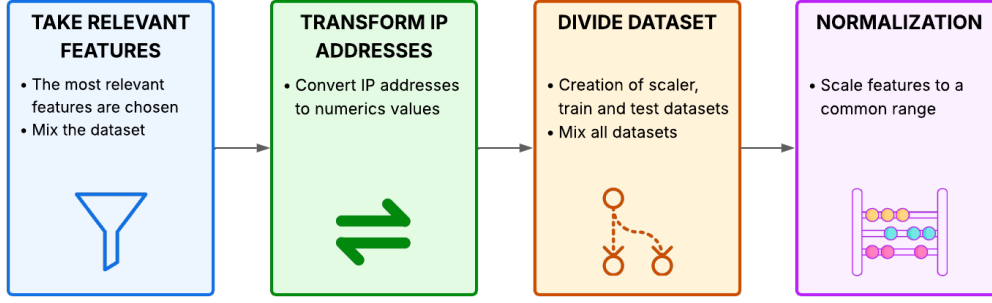 TAKE RELEVANT
FEATURES
• The most relevant
features are chosen
• Mix the dataset
TRANSFORM IP
ADDRESSES
• Convert IP addresses
to numerics values
DIVIDE DATASET
• Creation of scaler,
train and test datasets
• Mix all datasets
NORMALIZATION
• Scale features to a
common range